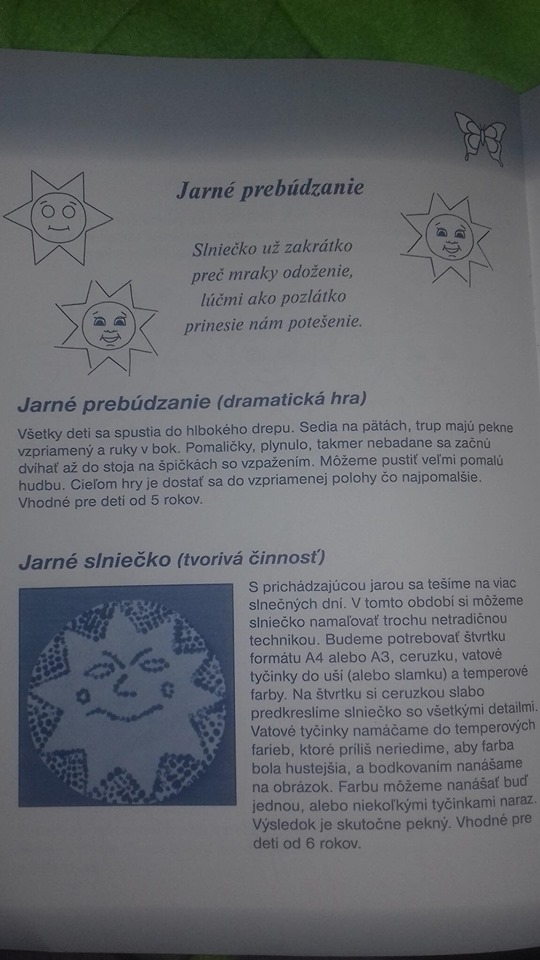 Jarné prebúdzanie
Slniečko už zakrátko
preč mraky odoženie,
lúčmi ako pozlátko
prinesie nám potešenie.
Jarné prebúdzanie (dramatická hra)
Všetky deti sa spustia do hlbokého drepu. Sedia na pätách, trup majú pekne
vzpriamený a ruky v bok. Pomaličky, plynulo, takmer nebadane sa začnú
dvíhať až do stoja na špičkách so vzpažením. Môžeme pustiť veľmi pomalú
hudbu. Cieľom hry je dostať sa do vzpriamenej polohy čo najpomalšie.
Vhodné pre deti od 5 rokov.
Jarné slniečko (tvorivá činnosť)
S prichádzajúcou jarou sa tešíme na viac
slnečných dní. V tomto období si môžeme
slniečko namaľovať trochu netradičnou
technikou. Budeme potrebovať štvrtku
formátu A4 alebo A3, ceruzku, vatové
tyčinky do uší (alebo slamku) a temperové
farby. Na štvrtku si ceruzkou slabo
predkreslíme slniečko so všetkými detailmi.
Vatové tyčinky namáčame do temperových
farieb, ktoré príliš neriedime, aby farba
bola hustejšia, a bodkovaním nanášame
na obrázok. Farbu môžeme nanášať buď
jednou, alebo niekoľkými tyčinkami naraz.
Výsledok je skutočne pekný. Vhodné pre
deti od 6 rokov.